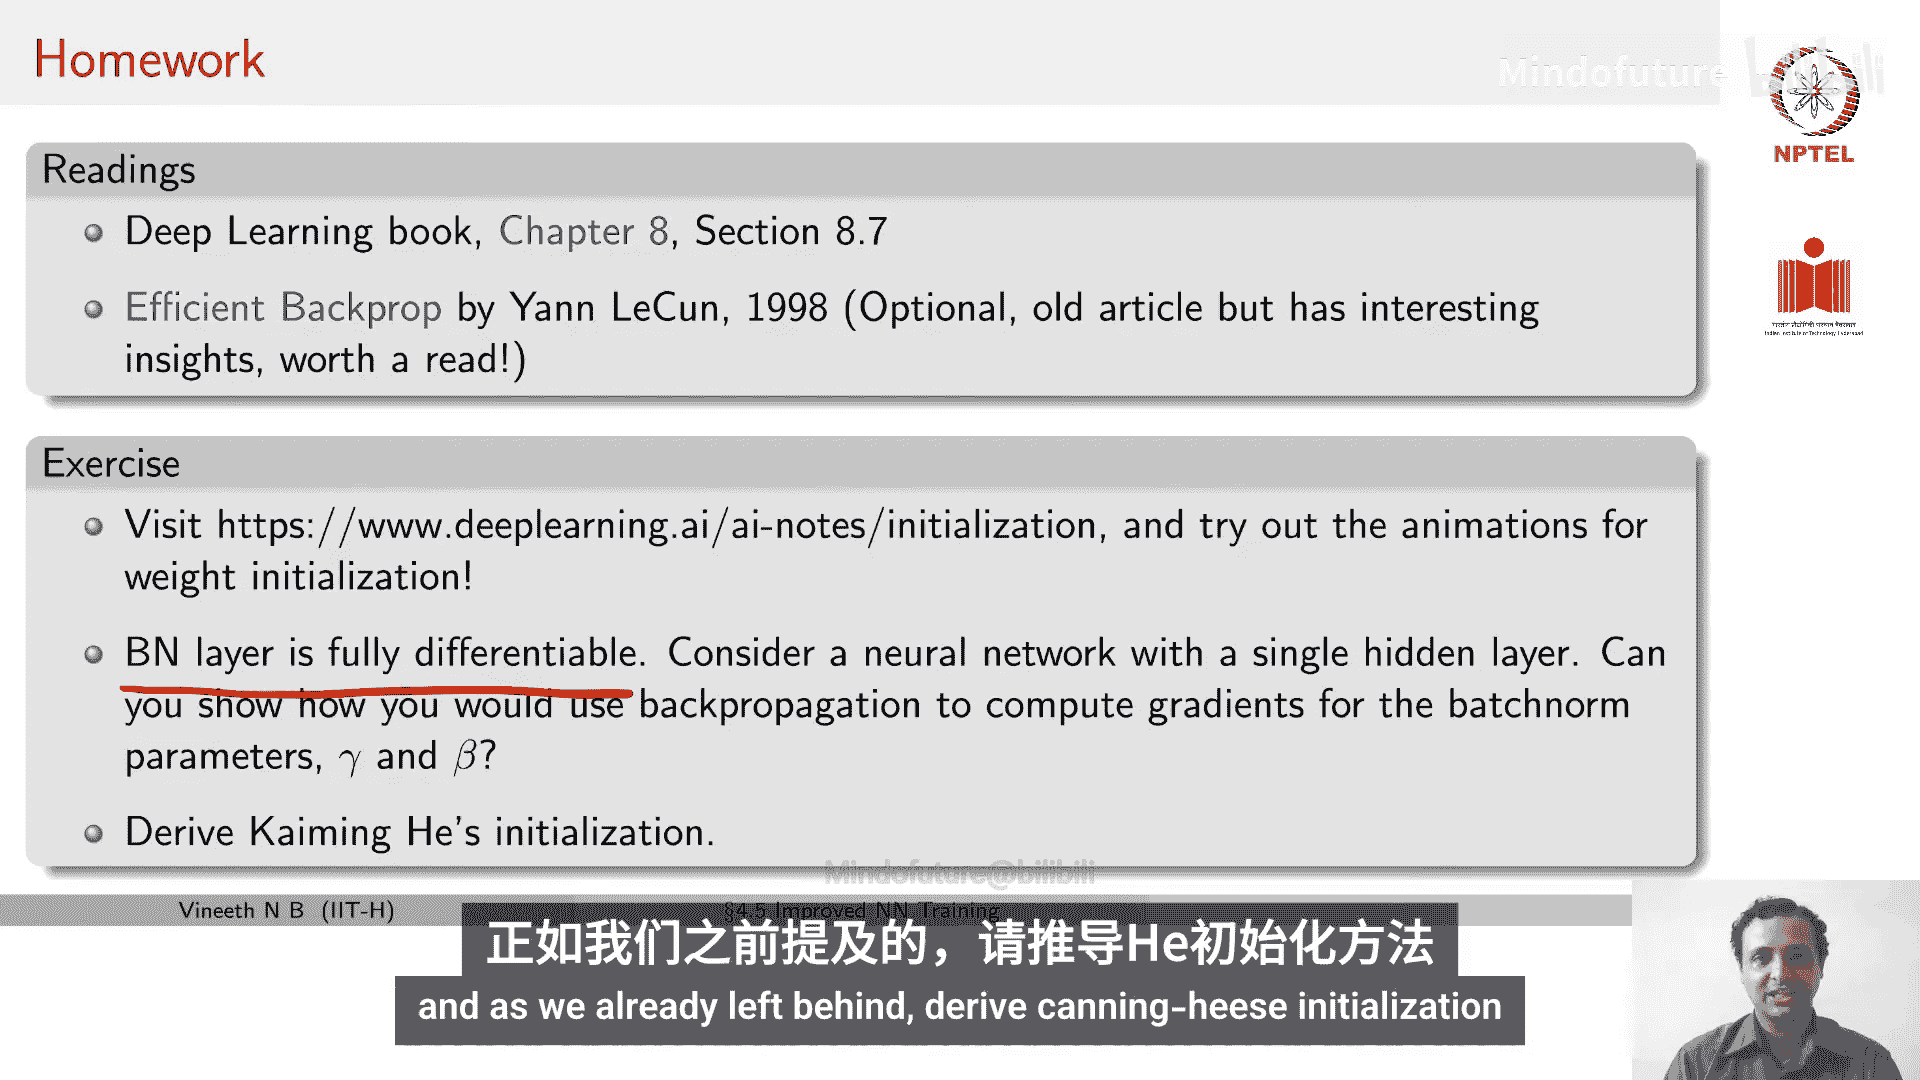 Homework
Mindofuture
NPTEL
Readings
Deep Learning book, Chapter 8, Section 8.7
Efficient Backprop by Yann LeCun, 1998 (Optional, old article but has interesting
insights, worth a read!)
Indian Institute of Technology Hyderabad
Exercise
Visit https://www.deeplearning.ai/ai-notes/initialization, and try out the animations for
weight initialization!
BN layer is fully differentiable. Consider a neural network with a single hidden layer. Can
you show how you would use backpropagation to compute gradients for the batchnorm
parameters, γ and β?
Derive Kaiming He's initialization.
Mindofuture@bilibili
Vineeth N B (IIT-H)
§4.5 Improved NN Training
正如我们之前提及的，请推导He初始化方法
and as we already left behind, derive canning-heese initialization